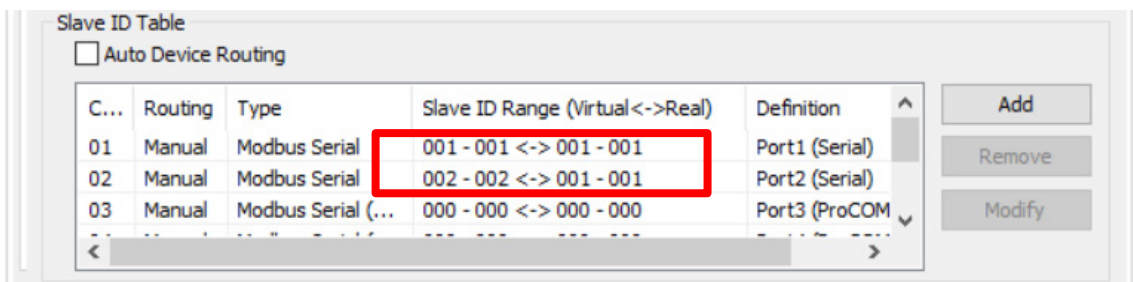 Slave ID Table
Auto Device Routing
C... Routing Type Slave ID Range (Virtual<->Real) Definition
01 Manual Modbus Serial 001 - 001 <-> 001 - 001 Port1 (Serial)
02 Manual Modbus Serial 002 - 002 <-> 001 - 001 Port2 (Serial)
03 Manual Modbus Serial (... 000 - 000 <-> 000 - 000 Port3 (ProCOM
Add
Remove
Modify